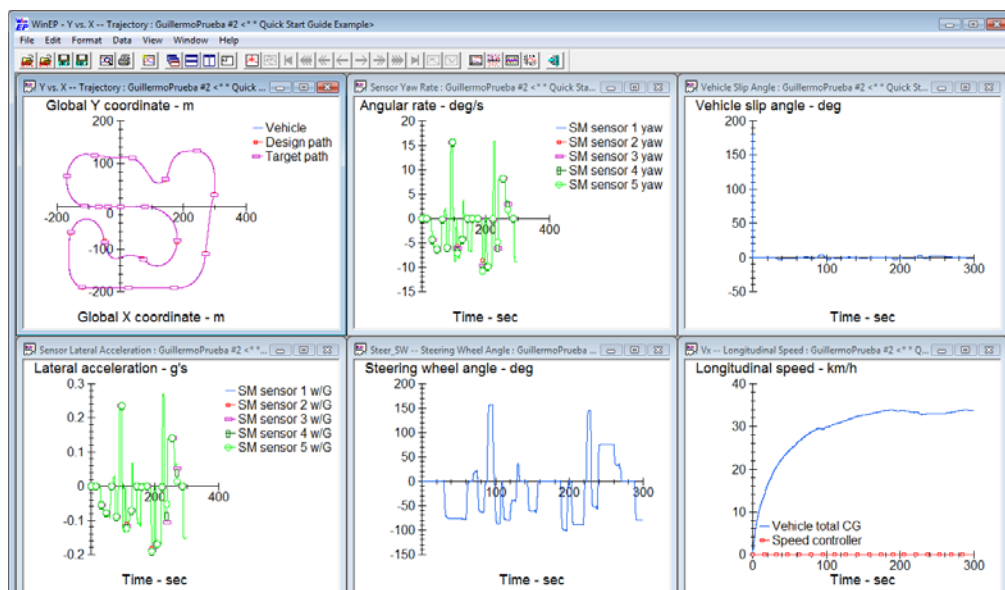 WinEP - Y vs. X -- Trajectory : GuillermoPrueba #2 <* * Quick Start Guide Example>
File Edit Format Data View Window Help
Y vs. X -- Trajectory : GuillermoPrueba #2 <* * Quick ...
Global Y coordinate - m
200
Vehicle
Design path
Target path
100
0
-200
200
400
-100
-200
Global X coordinate - m
Sensor Yaw Rate : GuillermoPrueba #2 <* * Quick Sta...
Angular rate - deg/s
20
SM sensor 1 yaw
SM sensor 2 yaw
SM sensor 3 yaw
SM sensor 4 yaw
SM sensor 5 yaw
15
10
5
0
200
400
-5
-10
-15
Time - sec
Vehicle Slip Angle : GuillermoPrueba #2 <* * Quick St...
Vehicle slip angle - deg
200
150
100
50
0
100
200
300
-50
Time - sec
Sensor Lateral Acceleration : GuillermoPrueba #2 <* *...
Lateral acceleration - g's
0.3
SM sensor 1 w/G
SM sensor 2 w/G
SM sensor 3 w/G
SM sensor 4 w/G
SM sensor 5 w/G
0.2
0.1
0
200
400
-0.1
-0.2
Time - sec
Steer_SW -- Steering Wheel Angle : GuillermoPrueba ...
Steering wheel angle - deg
200
150
100
50
0
100
200
300
-50
-100
-150
Time - sec
Vx -- Longitudinal Speed : GuillermoPrueba #2 <* * Q...
Longitudinal speed - km/h
40
30
20
10
Vehicle total CG
Speed controller
0
0
100
200
300
Time - sec